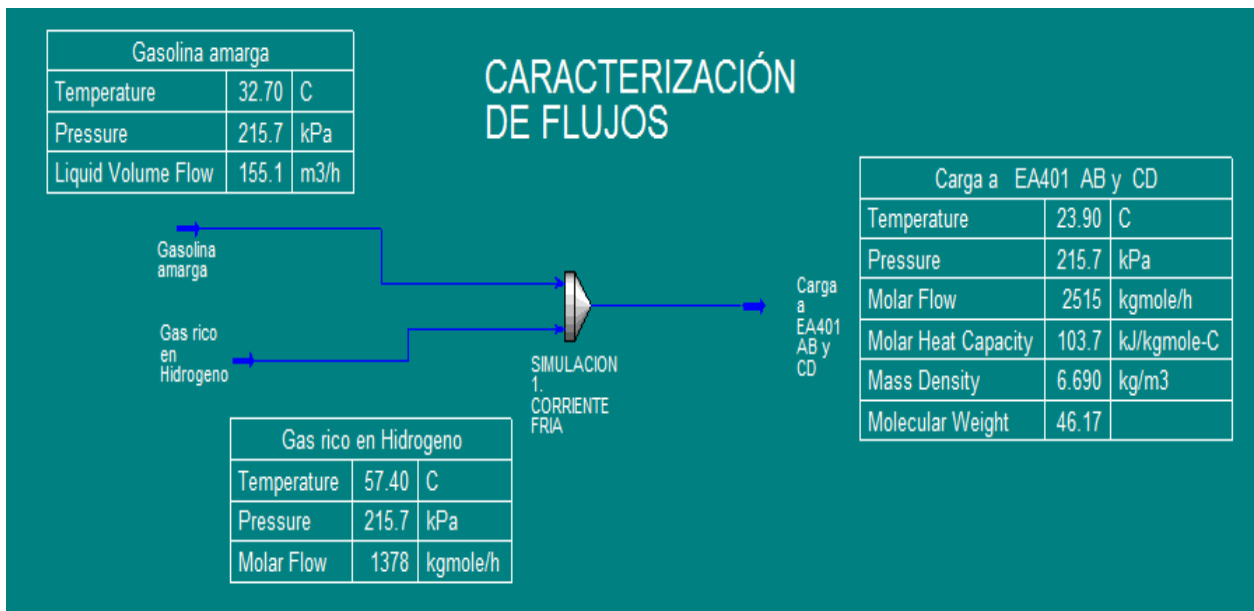 Gasolina amarga
Temperature 32.70 C
Pressure 215.7 kPa
Liquid Volume Flow 155.1 m3/h
CARACTERIZACIÓN
DE FLUJOS
Carga a EA401 AB y CD
Temperature 23.90 C
Pressure 215.7 kPa
Molar Flow 2515 kgmole/h
Molar Heat Capacity 103.7 kJ/kgmole-C
Mass Density 6.690 kg/m3
Molecular Weight 46.17
Gasolina
amarga
Gas rico
en
Hidrogeno
SIMULACION
1.
CORRIENTE
FRIA
Carga
a
EA401
AB y
CD
Gas rico en Hidrogeno
Temperature 57.40 C
Pressure 215.7 kPa
Molar Flow 1378 kgmole/h